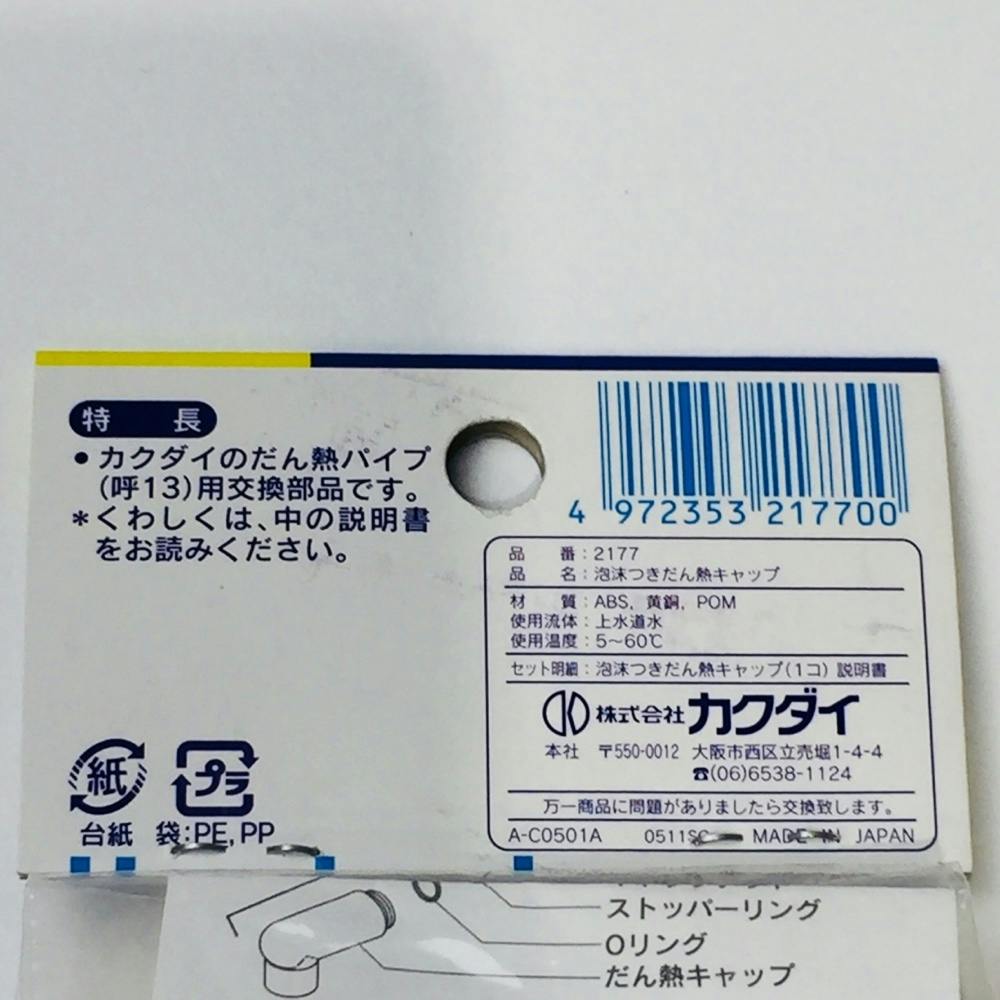 特 長
●カクダイのだん熱パイプ
(呼13)用交換部品です。
*くわしくは、中の説明書
をお読みください。
4 972353 217700
品 番:2177
品 名:泡沫つきだん熱キャップ
材 質:ABS, 黄銅, POM
使用流体:上水道水
使用温度:5~60℃
セット明細:泡沫つきだん熱キャップ(1コ) 説明書
株式会社カクダイ
本社 〒550-0012 大阪市西区立売堀1-4-4
☎(06)6538-1124
万一商品に問題がありましたら交換致します。
A-C0501A 0511 MADE IN JAPAN
紙
プラ
台紙 袋:PE,PP
ストッパーリング
Oリング
だん熱キャップ